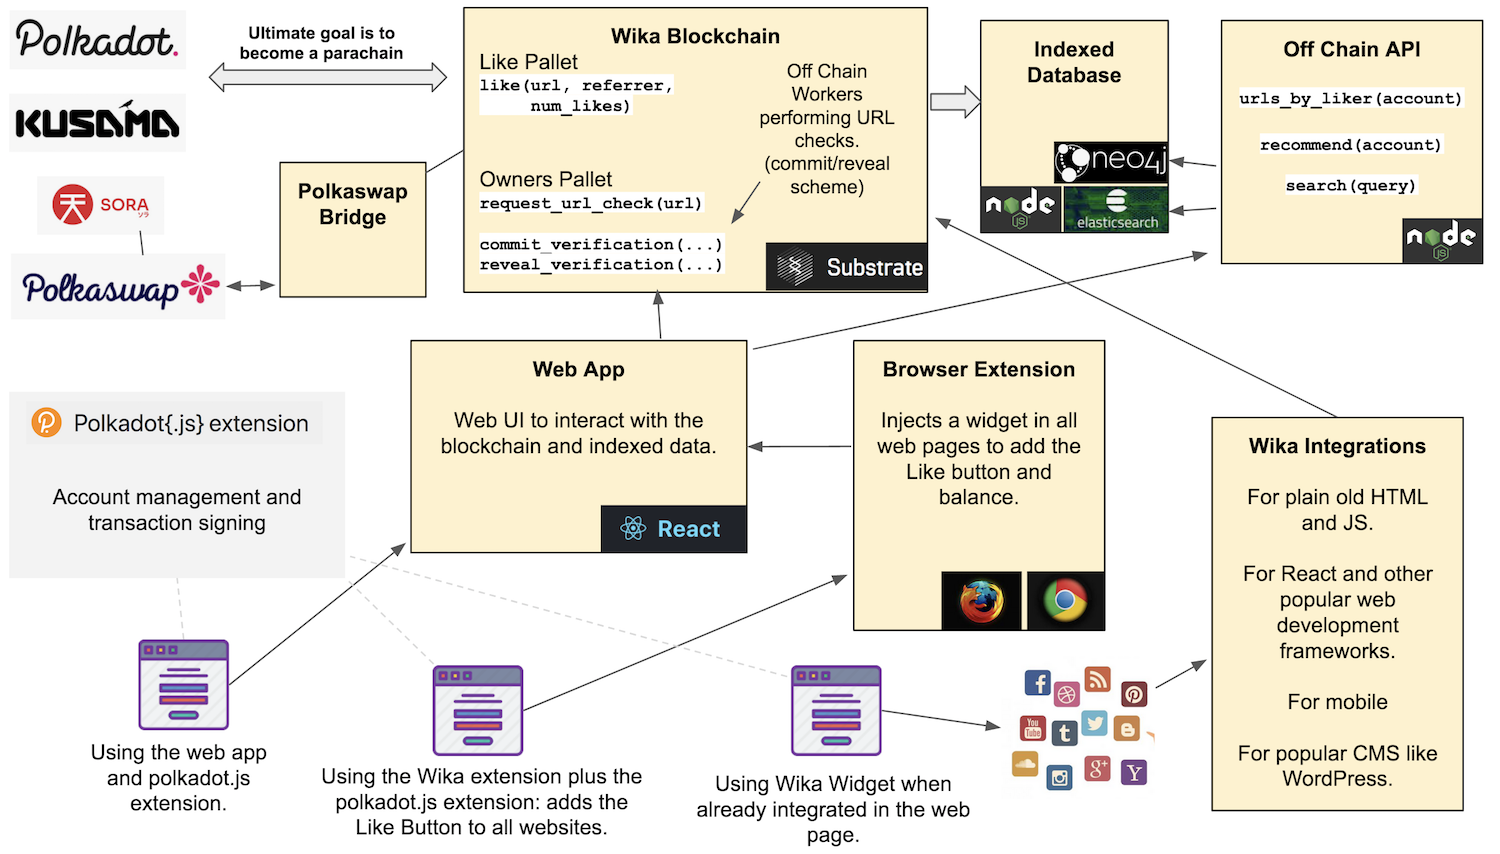 Polkadot.
Ultimate goal is to
become a parachain
KUSAMA
SORA
ソラ
Polkaswap
Polkaswap
Bridge
Wika Blockchain
Like Pallet
like(url, referrer,
num_likes)
Off Chain
Workers
performing URL
checks.
(commit/reveal
scheme)
Owners Pallet
request_url_check(url)
commit_verification(...)
reveal_verification(...)
Substrate
Indexed
Database
neo4j
node
JS
elasticsearch
Off Chain API
urls_by_liker(account)
recommend(account)
search(query)
node
JS
Web App
Web UI to interact with the
blockchain and indexed data.
React
Browser Extension
Injects a widget in all
web pages to add the
Like button and
balance.
Wika Integrations
For plain old HTML
and JS.
For React and other
popular web
development
frameworks.
For mobile
For popular CMS like
WordPress.
Polkadot{.js} extension
Account management and
transaction signing
Using the web app
and polkadot.js
extension.
Using the Wika extension plus the
polkadot.js extension: adds the
Like Button to all websites.
Using Wika Widget when
already integrated in the web
page.
You
Tube
g+
Y